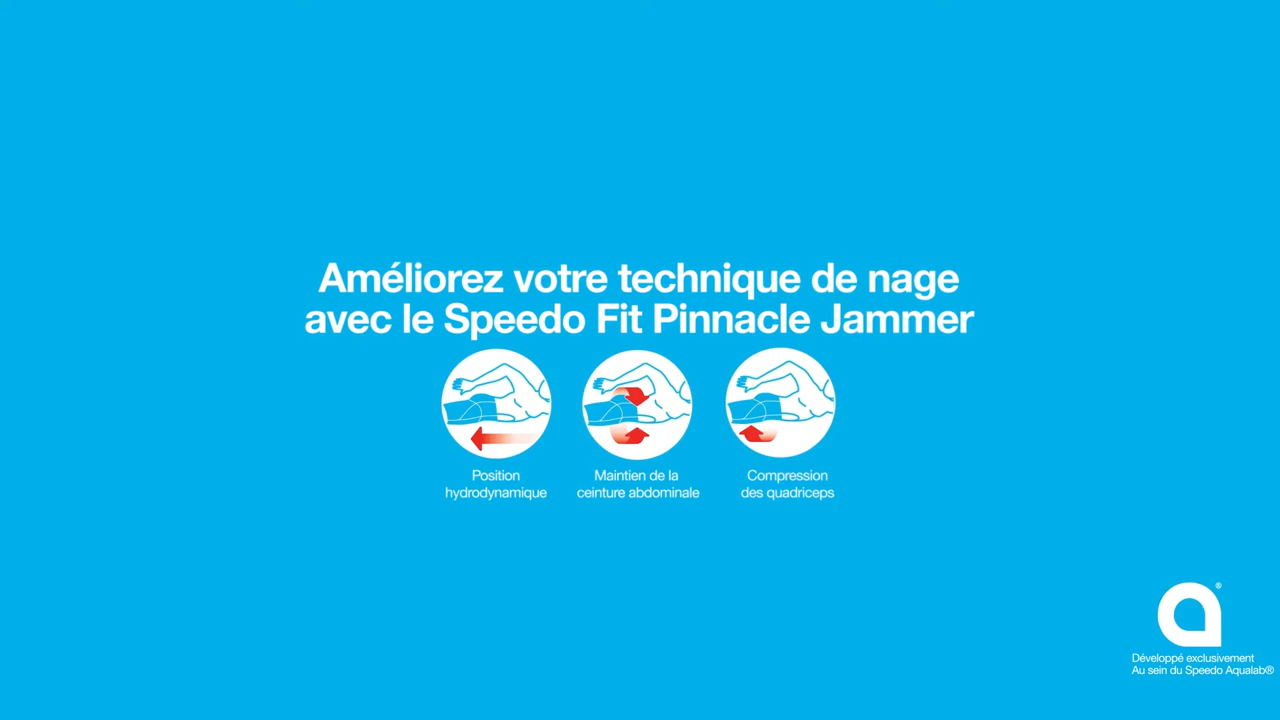 Améliorez votre technique de nage
avec le Speedo Fit Pinnacle Jammer
Position
hydrodynamique
Maintien de la
ceinture abdominale
Compression
des quadriceps
®
Développé exclusivement
Au sein du Speedo Aqualab®